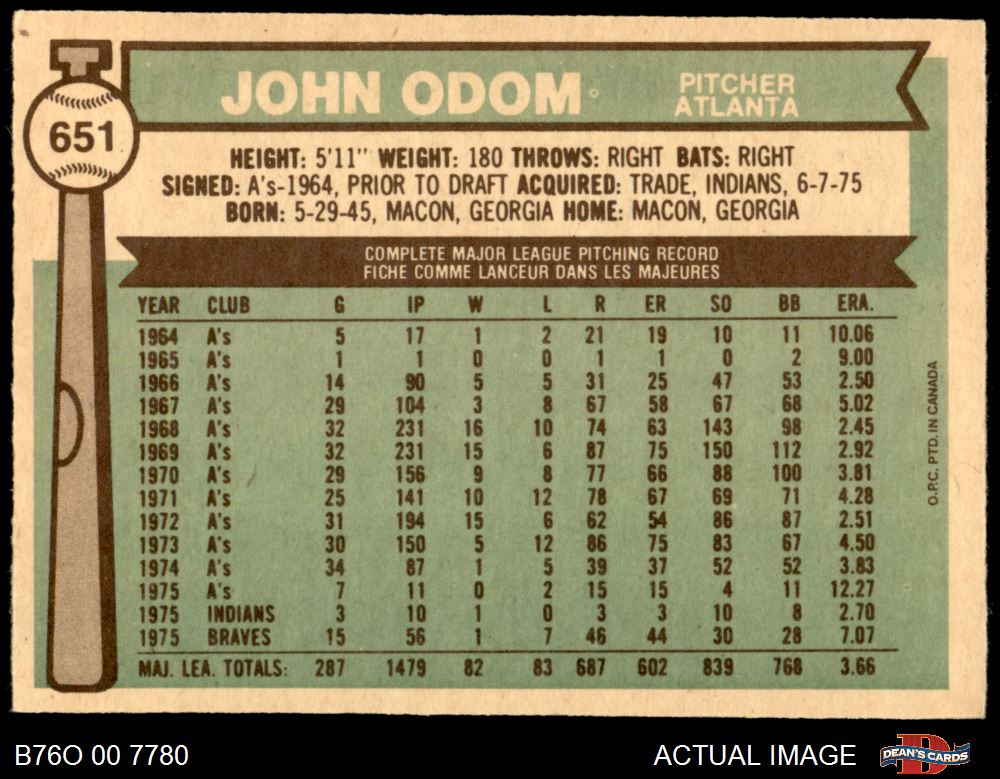 JOHN ODOM
PITCHER
ATLANTA
651
HEIGHT: 5'11" WEIGHT: 180 THROWS: RIGHT BATS: RIGHT
SIGNED: A's-1964, PRIOR TO DRAFT ACQUIRED: TRADE, INDIANS, 6-7-75
BORN: 5-29-45, MACON, GEORGIA HOME: MACON, GEORGIA
COMPLETE MAJOR LEAGUE PITCHING RECORD
FICHE COMME LANCEUR DANS LES MAJEURES
YEAR CLUB G IP W L R ER SO BB ERA.
1964 A's 5 17 1 2 21 19 10 11 10.06
1965 A's 1 1 0 0 1 1 0 2 9.00
1966 A's 14 90 5 5 31 25 47 53 2.50
1967 A's 29 104 3 8 67 58 67 68 5.02
1968 A's 32 231 16 10 74 63 143 98 2.45
1969 A's 32 231 15 6 87 75 150 112 2.92
1970 A's 29 156 9 8 77 66 88 100 3.81
1971 A's 25 141 10 12 78 67 69 71 4.28
1972 A's 31 194 15 6 62 54 86 87 2.51
1973 A's 30 150 5 12 86 75 83 67 4.50
1974 A's 34 87 1 5 39 37 52 52 3.83
1975 A's 7 11 0 2 15 15 4 11 12.27
1975 INDIANS 3 10 1 0 3 3 10 8 2.70
1975 BRAVES 15 56 1 7 46 44 30 28 7.07
MAJ. LEA. TOTALS: 287 1479 82 83 687 602 839 768 3.66
O.P.C. PTD. IN CANADA
B76O 00 7780
ACTUAL IMAGE
DEAN'S CARDS